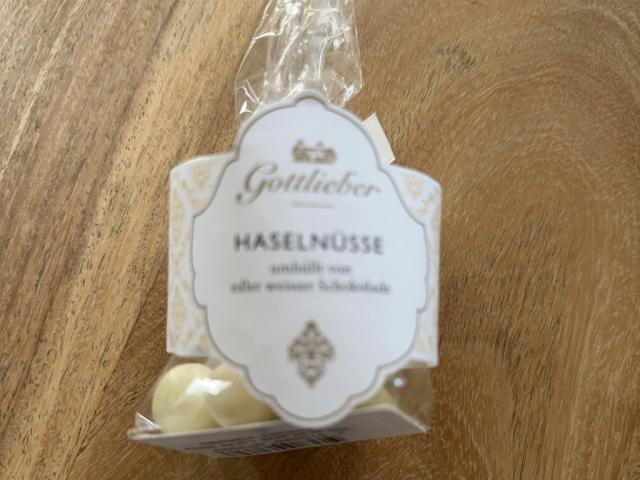 Gottlieber
HASELNÜSSE
umhüllt von
edler weisser Schokolade